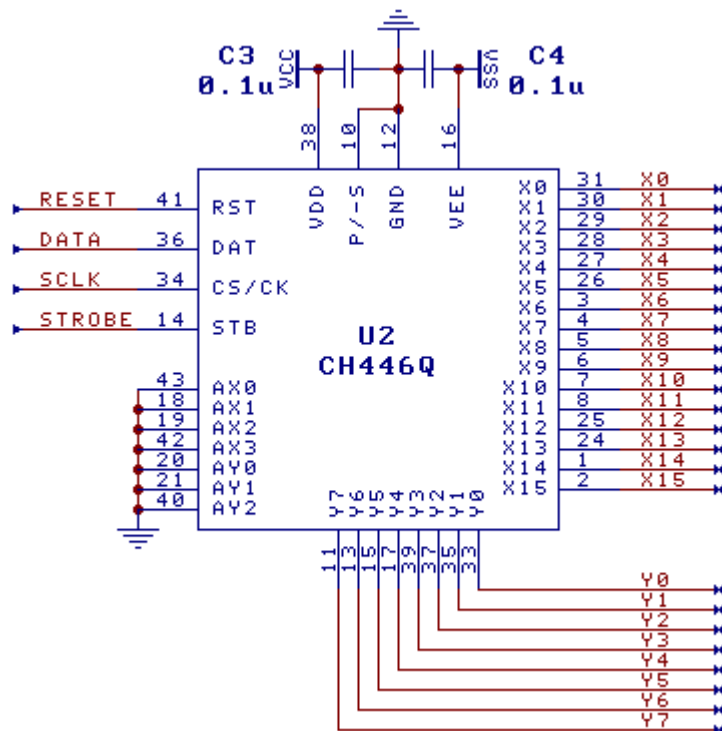 C3
0.1u
VCC
C4
0.1u
VSS
38
10
12
16
VDD
P/-S
GND
VEE
RESET 41 RST
DATA 36 DAT
SCLK 34 CS/CK
STROBE 14 STB
43 AX0
18 AX1
19 AX2
42 AX3
20 AY0
21 AY1
40 AY2
U2
CH446Q
X0 31 X0
X1 30 X1
X2 29 X2
X3 28 X3
X4 27 X4
X5 26 X5
X6 3 X6
X7 4 X7
X8 5 X8
X9 6 X9
X10 7 X10
X11 8 X11
X12 25 X12
X13 24 X13
X14 1 X14
X15 2 X15
Y7 Y6 Y5 Y4 Y3 Y2 Y1 Y0
11 13 15 17 39 37 35 33
Y0
Y1
Y2
Y3
Y4
Y5
Y6
Y7